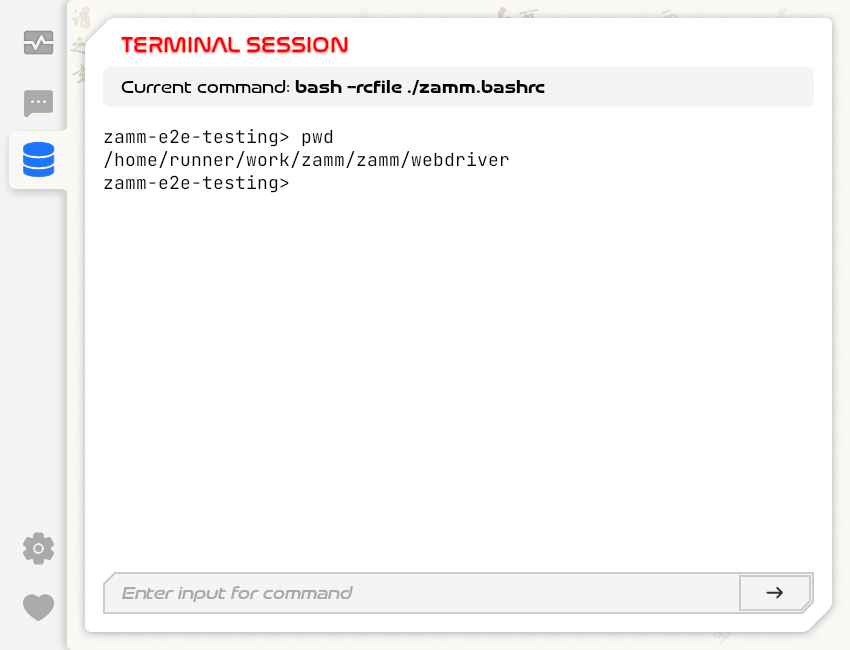 TERMINAL SESSION
Current command: bash -rcfile ./zamm.bashrc
zamm-e2e-testing> pwd
/home/runner/work/zamm/zamm/webdriver
zamm-e2e-testing>
Enter input for command